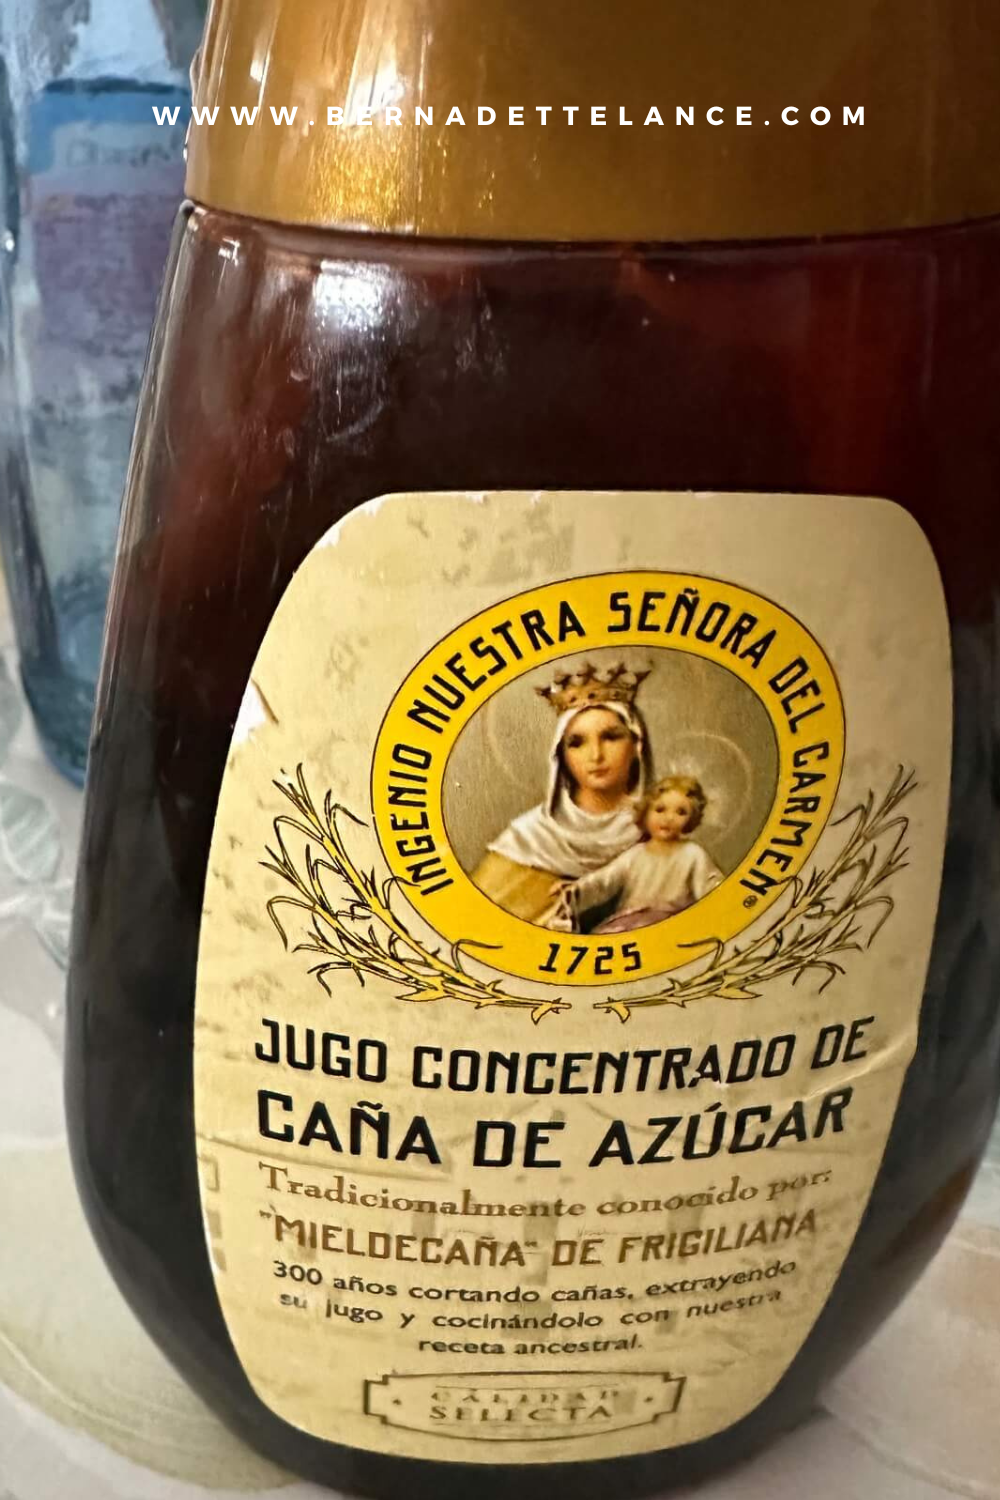 WWWW.BERNADETTELANCE.COM
INGENIO NUESTRA SEÑORA DEL CARMEN®
1725
JUGO CONCENTRADO DE
CAÑA DE AZÚCAR
Tradicionalmente conocido por:
"MIELDECAÑA" DE FRIGILIANA
300 años cortando cañas, extrayendo
su jugo y cocinándolo con nuestra
receta ancestral.
CALIDAD
SELECTA